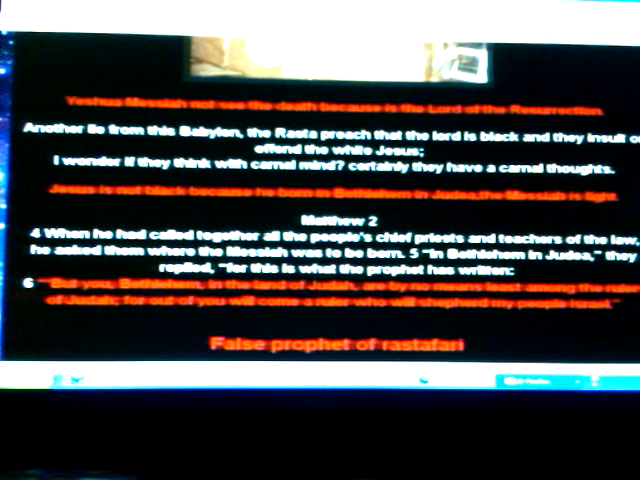 Yeshua Messiah not see the death because is the Lord of the Resurrection.
Another lie from this Babylon, the Rasta preach that the lord is black and they insult
offend the white Jesus;
I wonder if they think with carnal mind? certainly they have a carnal thoughts.
Jesus is not black because he born in Bethlehem in Judea,the Messiah is light.
Matthew 2
4 When he had called together all the people's chief priests and teachers of the law,
he asked them where the Messiah was to be born. 5 "In Bethlehem in Judea," they
replied, "for this is what the prophet has written:
6 "'But you, Bethlehem, in the land of Judah, are by no means least among the
of Judah; for out of you will come a ruler who will shepherd my people Israel.'"
False prophet of rastafari